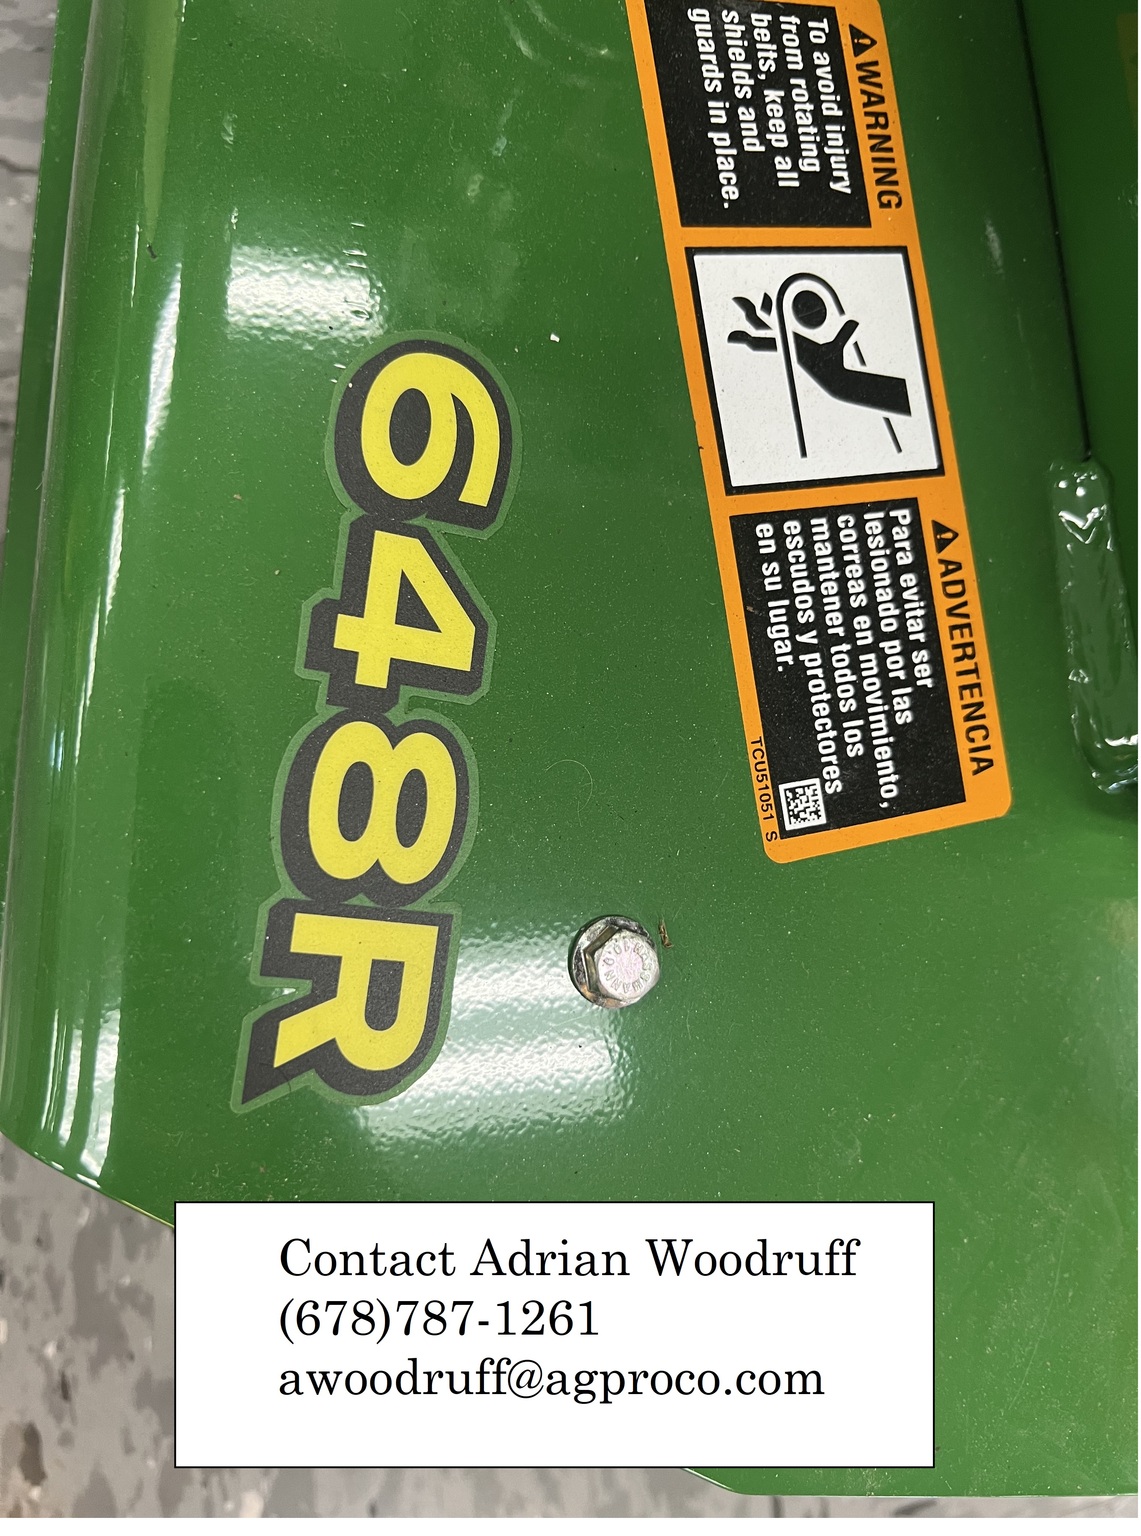 ⚠WARNING
To avoid injury
from rotating
belts, keep all
shields and
guards in place.
⚠ADVERTENCIA
Para evitar ser
lesionado por las
correas en movimiento,
mantener todos los
escudos y protectores
en su lugar.
TCU51051 S
648R
Contact Adrian Woodruff
(678)787-1261
awoodruff@agproco.com